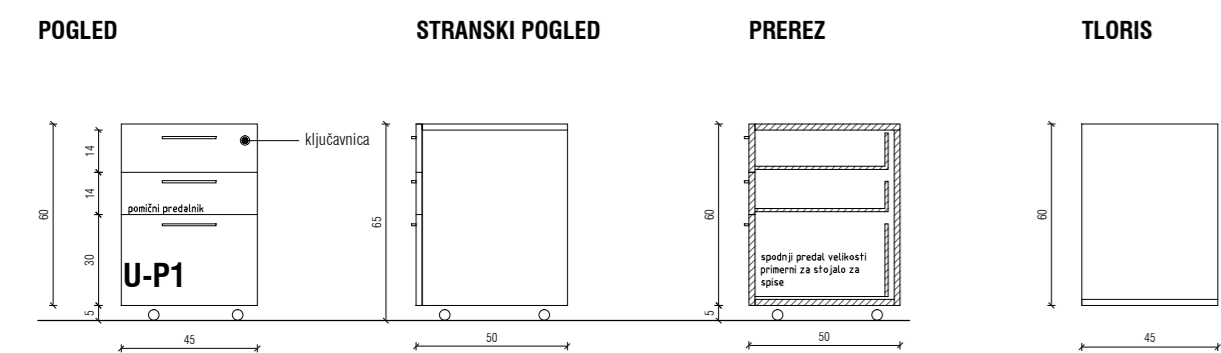 POGLED
STRANSKI POGLED
PREREZ
TLORIS
ključavnica
14
14
60
30
5
pomični predalnik
U-P1
45
65
50
60
5
spodnji predal velikosti
primerni za stojalo za
spise
50
60
45